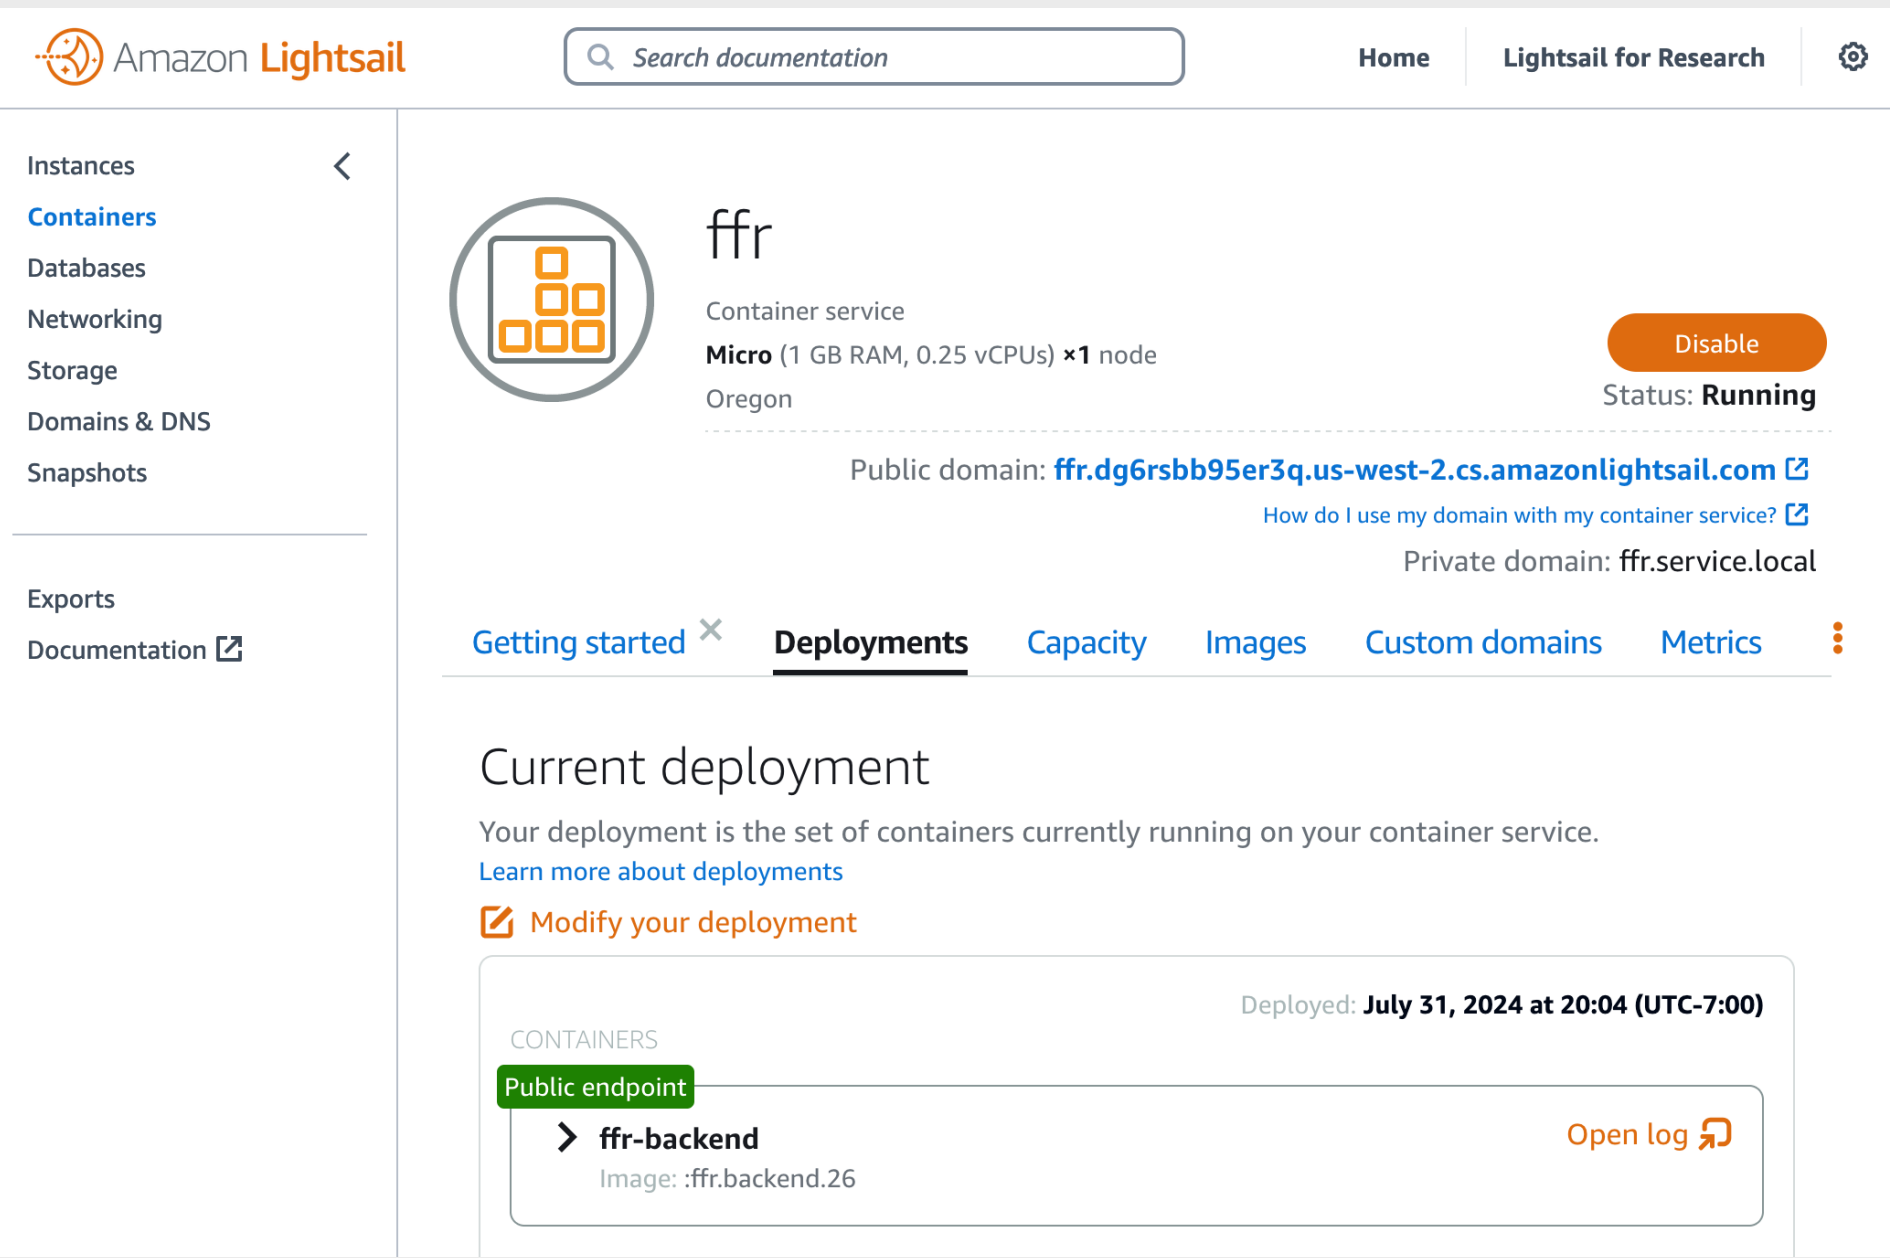 Amazon Lightsail
Search documentation
Home
Lightsail for Research
Instances
Containers
Databases
Networking
Storage
Domains & DNS
Snapshots
Exports
Documentation
ffr
Container service
Micro (1 GB RAM, 0.25 vCPUs) ×1 node
Oregon
Disable
Status: Running
Public domain: ffr.dg6rsbb95er3q.us-west-2.cs.amazonlightsail.com
How do I use my domain with my container service?
Private domain: ffr.service.local
Getting started
Deployments
Capacity
Images
Custom domains
Metrics
Current deployment
Your deployment is the set of containers currently running on your container service.
Learn more about deployments
Modify your deployment
Deployed: July 31, 2024 at 20:04 (UTC-7:00)
CONTAINERS
Public endpoint
ffr-backend
Open log
Image: :ffr.backend.26